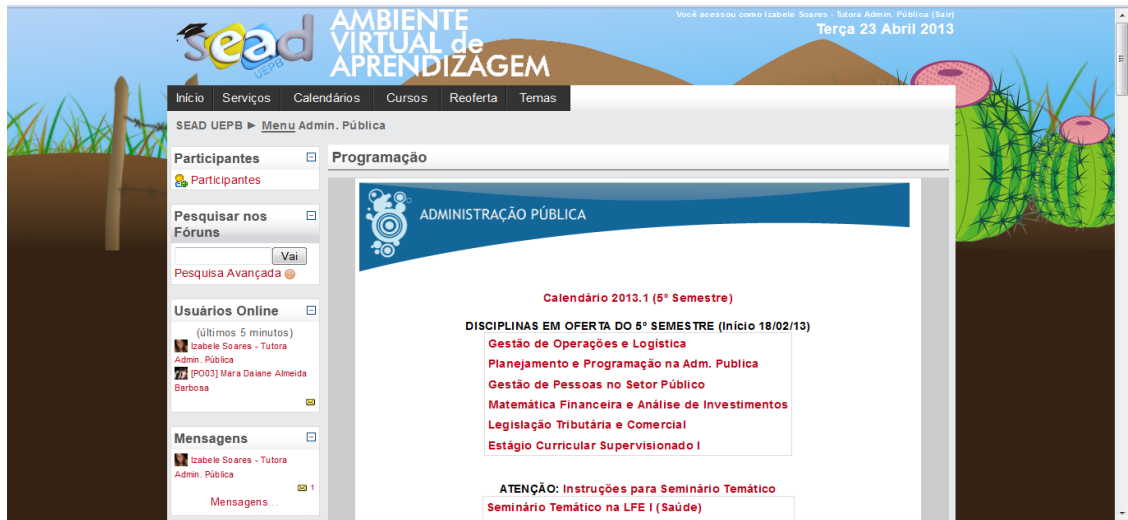 sead
UEPB
AMBIENTE
VIRTUAL de
APRENDIZAGEM
Você acessou como Izabele Soares - Tutora Admin. Pública (Sair)
Terça 23 Abril 2013
Início Serviços Calendários Cursos Reoferta Temas
SEAD UEPB ► Menu Admin. Pública
Participantes
Participantes
Pesquisar nos
Fóruns
Vai
Pesquisa Avançada
Usuários Online
(últimos 5 minutos)
Izabele Soares - Tutora
Admin. Pública
[PO03] Mara Daiane Almeida
Barbosa
Mensagens
Izabele Soares - Tutora
Admin. Pública
1
Mensagens...
Programação
ADMINISTRAÇÃO PÚBLICA
Calendário 2013.1 (5º Semestre)
DISCIPLINAS EM OFERTA DO 5º SEMESTRE (Início 18/02/13)
Gestão de Operações e Logística
Planejamento e Programação na Adm. Publica
Gestão de Pessoas no Setor Público
Matemática Financeira e Análise de Investimentos
Legislação Tributária e Comercial
Estágio Curricular Supervisionado I
ATENÇÃO: Instruções para Seminário Temático
Seminário Temático na LFE I (Saúde)